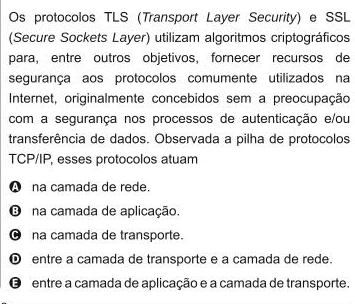 Os protocolos TLS (Transport Layer Security) e SSL
(Secure Sockets Layer) utilizam algoritmos criptográficos
para, entre outros objetivos, fornecer recursos de
segurança aos protocolos comumente utilizados na
Internet, originalmente concebidos sem a preocupação
com a segurança nos processos de autenticação e/ou
transferência de dados. Observada a pilha de protocolos
TCP/IP, esses protocolos atuam
A na camada de rede.
B na camada de aplicação.
C na camada de transporte.
D entre a camada de transporte e a camada de rede.
E entre a camada de aplicação e a camada de transporte.